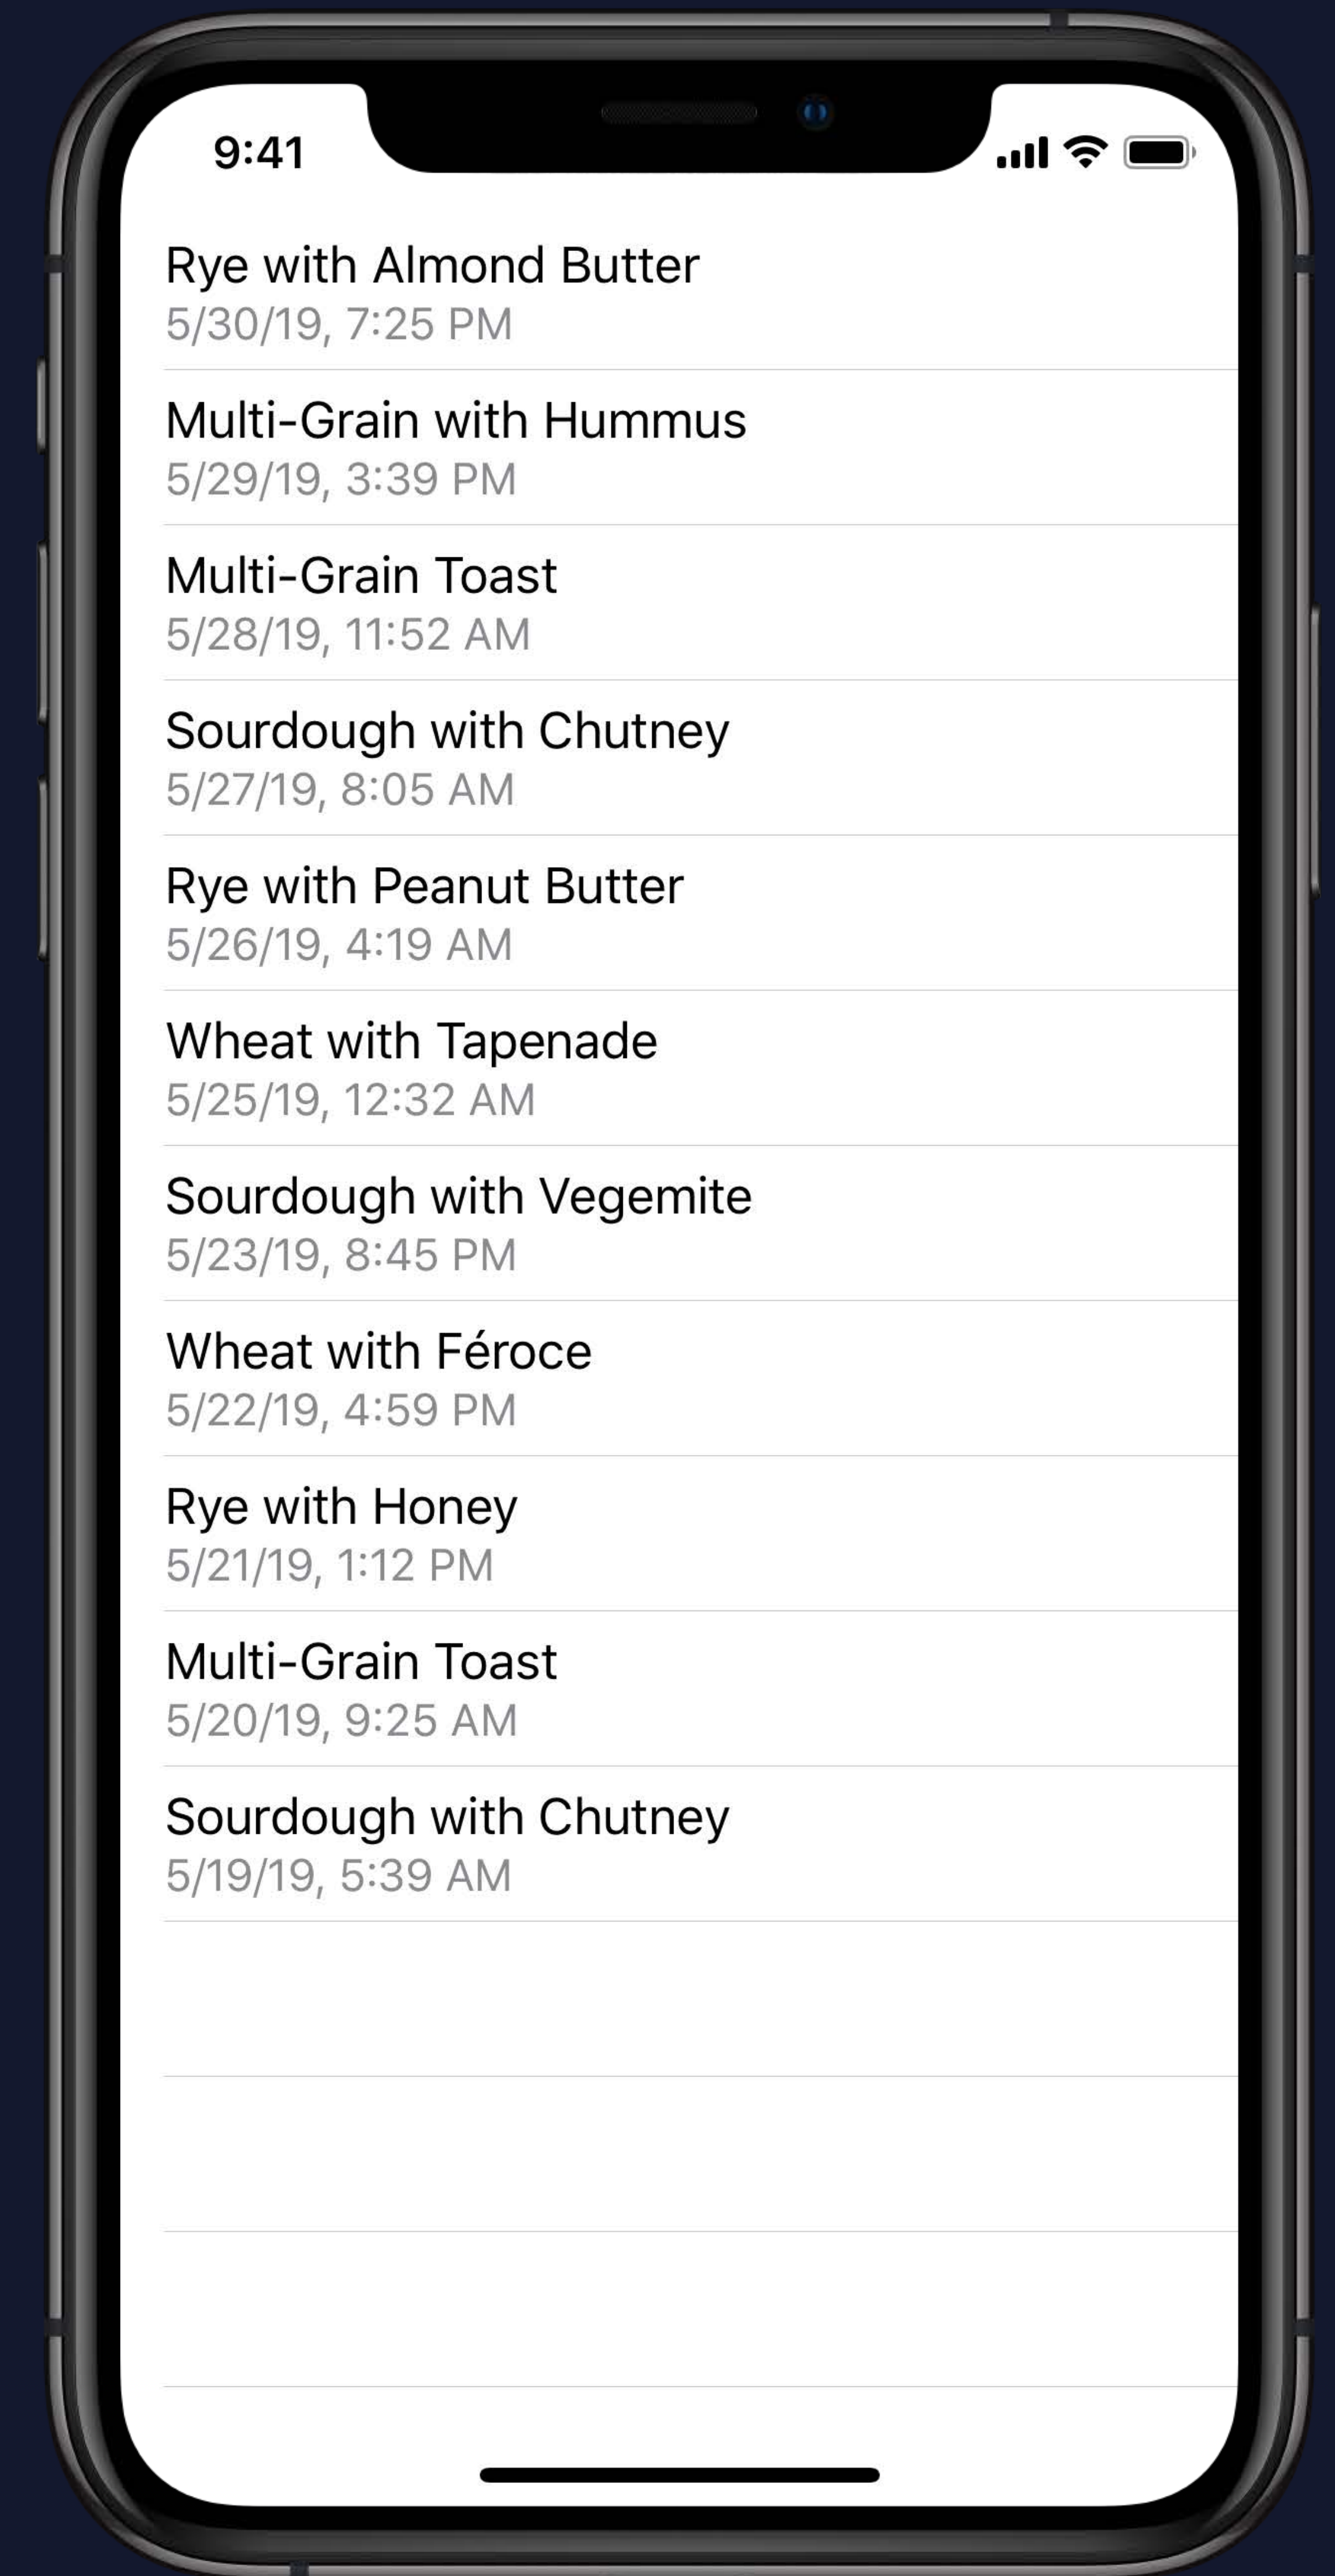 9:41
Rye with Almond Butter
5/30/19, 7:25 PM
Multi-Grain with Hummus
5/29/19, 3:39 PM
Multi-Grain Toast
5/28/19, 11:52 AM
Sourdough with Chutney
5/27/19, 8:05 AM
Rye with Peanut Butter
5/26/19, 4:19 AM
Wheat with Tapenade
5/25/19, 12:32 AM
Sourdough with Vegemite
5/23/19, 8:45 PM
Wheat with Féroce
5/22/19, 4:59 PM
Rye with Honey
5/21/19, 1:12 PM
Multi-Grain Toast
5/20/19, 9:25 AM
Sourdough with Chutney
5/19/19, 5:39 AM